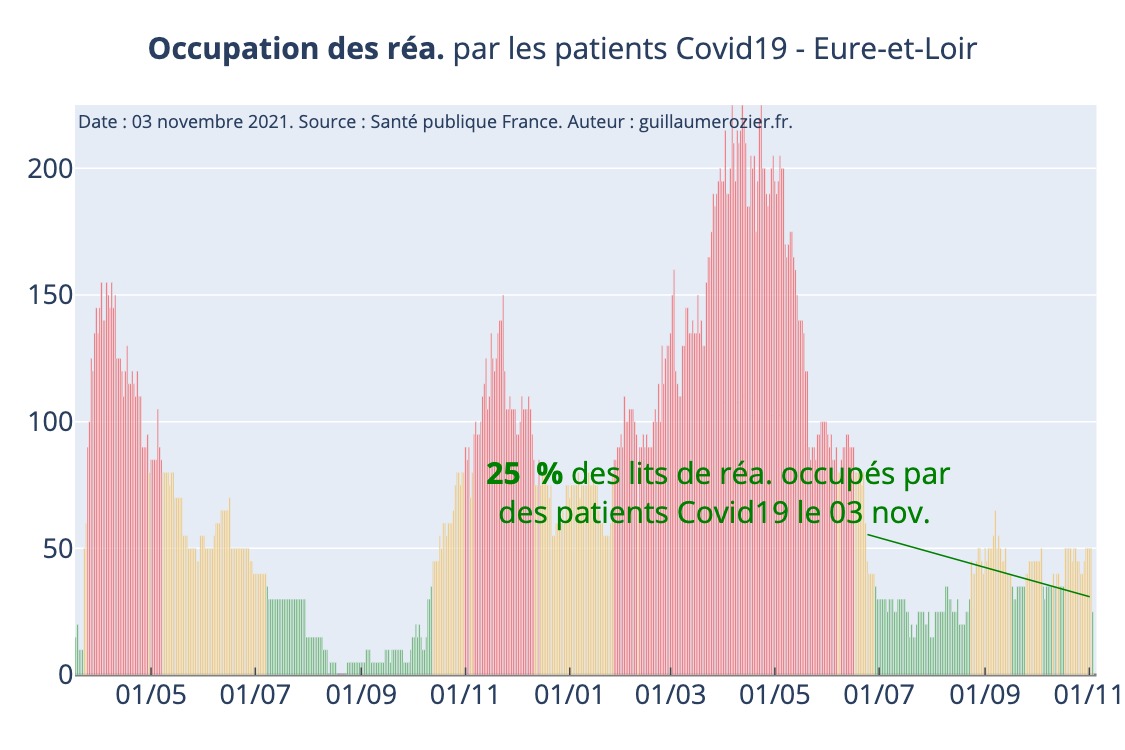 Occupation des réa. par les patients Covid19 - Eure-et-Loir
Date : 03 novembre 2021. Source : Santé publique France. Auteur : guillaumerozier.fr.
200
150
100
25 % des lits de réa. occupés par
des patients Covid19 le 03 nov.
50
0
01/05 01/07 01/09 01/11 01/01 01/03 01/05 01/07 01/09 01/11